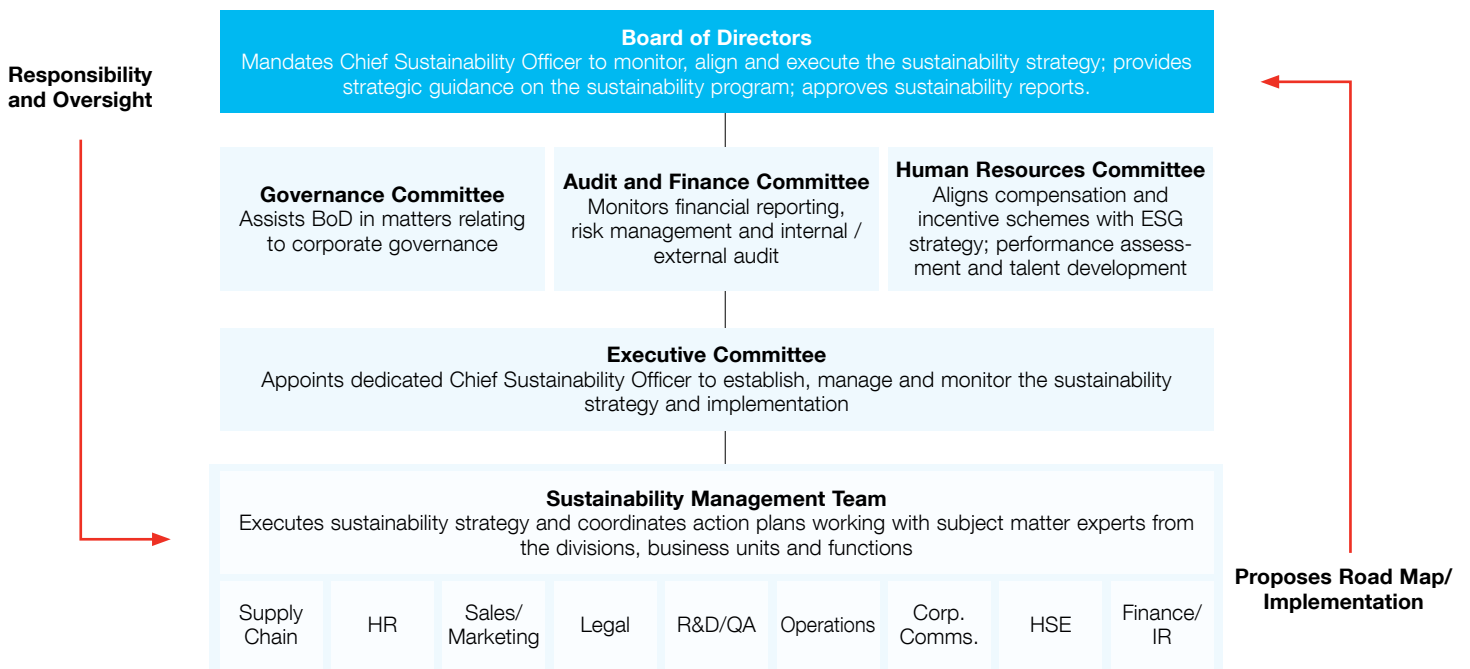 Responsibility
and Oversight
Board of Directors
Mandates Chief Sustainability Officer to monitor, align and execute the sustainability strategy; provides
strategic guidance on the sustainability program; approves sustainability reports.
Governance Committee
Assists BoD in matters relating
to corporate governance
Audit and Finance Committee
Monitors financial reporting,
risk management and internal /
external audit
Human Resources Committee
Aligns compensation and
incentive schemes with ESG
strategy; performance assess-
ment and talent development
Executive Committee
Appoints dedicated Chief Sustainability Officer to establish, manage and monitor the sustainability
strategy and implementation
Sustainability Management Team
Executes sustainability strategy and coordinates action plans working with subject matter experts from
the divisions, business units and functions
Supply
Chain
HR
Sales/
Marketing
Legal
R&D/QA
Operations
Corp.
Comms.
HSE
Finance/
IR
Proposes Road Map/
Implementation